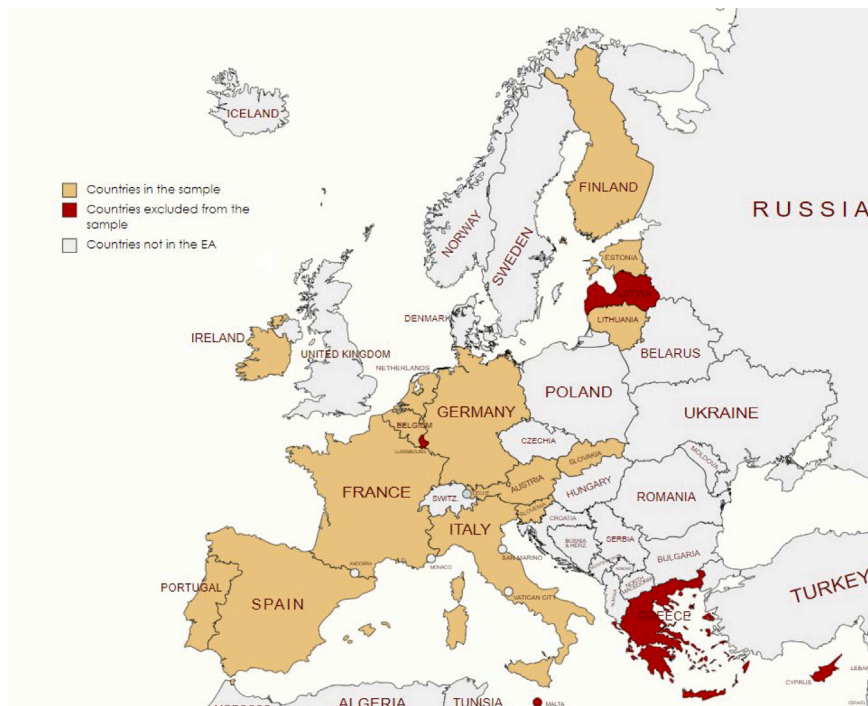 ICELAND
Countries in the sample
Countries excluded from the
sample
Countries not in the EA
FINLAND
RUSSIA
NORWAY
SWEDEN
ESTONIA
LATVIA
LITHUANIA
DENMARK
IRELAND
UNITED KINGDOM
NETHERLANDS
BELARUS
POLAND
GERMANY
BELGIUM
LUXEMBOURG
UKRAINE
CZECHIA
SLOVAKIA
MOLDOVA
FRANCE
SWITZ.
AUSTRIA
HUNGARY
ROMANIA
SLOVENIA
CROATIA
ITALY
BOSNIA
& HERZ.
SERBIA
SAN MARINO
MONACO
ANDORRA
BULGARIA
NORTH
MACEDONIA
PORTUGAL
SPAIN
VATICAN CITY
GREECE
TURKEY
CYPRUS
MALTA
ALGERIA
TUNISIA